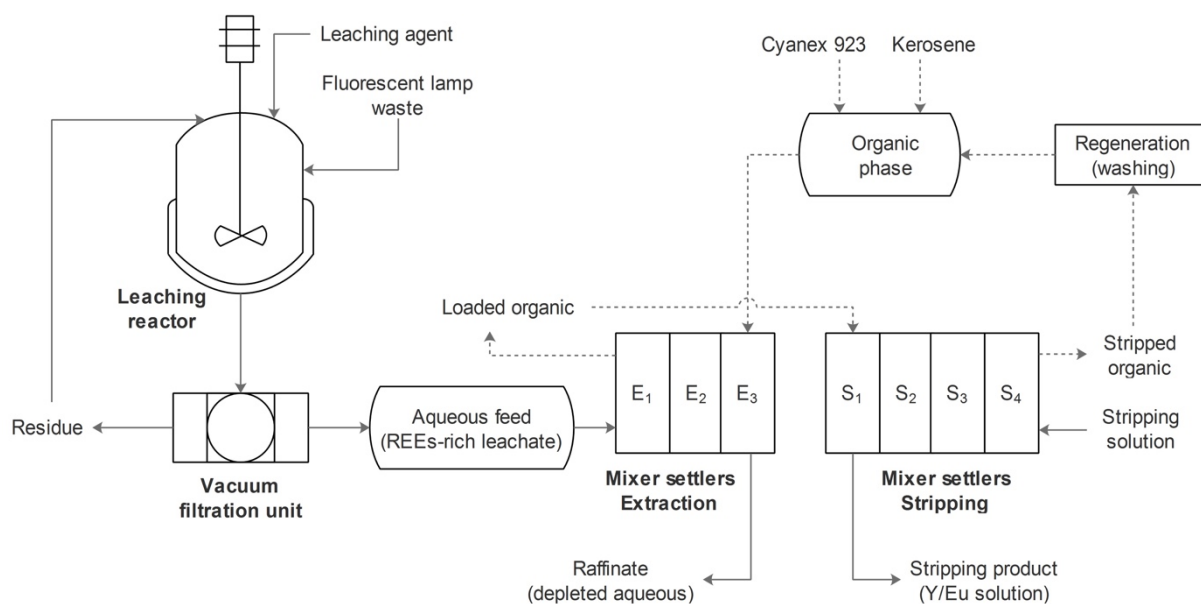 Leaching agent
Fluorescent lamp
waste
Leaching
reactor
Residue
Vacuum
filtration unit
Aqueous feed
(REEs-rich leachate)
Loaded organic
E₁ E₂ E₃
Mixer settlers
Extraction
Raffinate
(depleted aqueous)
Cyanex 923
Kerosene
Organic
phase
Regeneration
(washing)
S₁ S₂ S₃ S₄
Stripped
organic
Stripping
solution
Mixer settlers
Stripping
Stripping product
(Y/Eu solution)